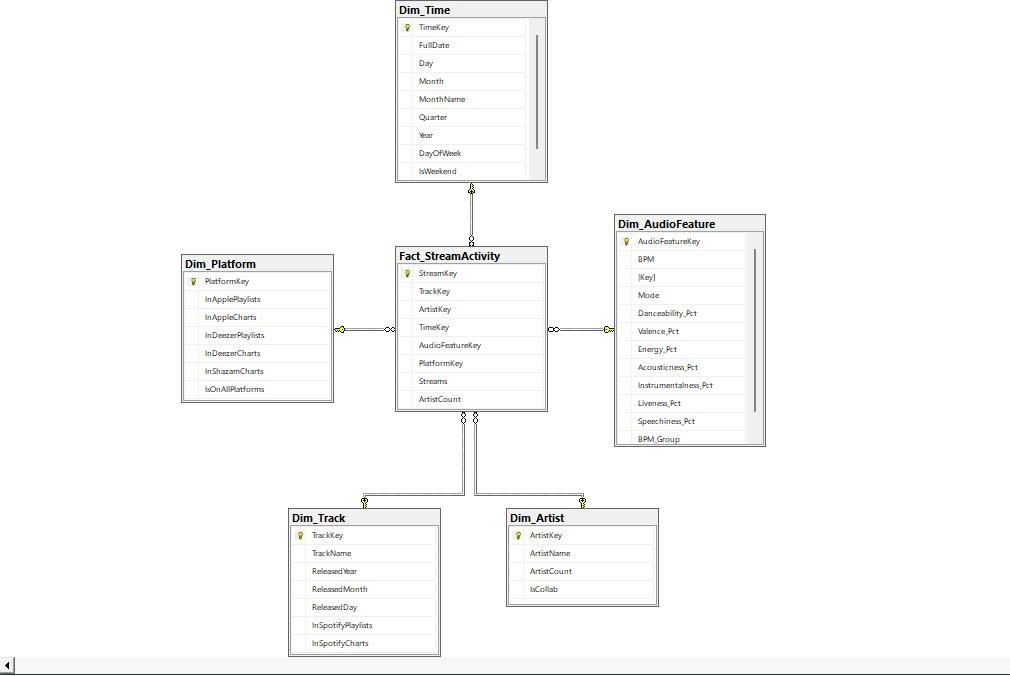 Dim_Time
TimeKey
FullDate
Day
Month
MonthName
Quarter
Year
DayOfWeek
IsWeekend
Dim_Platform
PlatformKey
InApplePlaylists
InAppleCharts
InDeezerPlaylists
InDeezerCharts
InShazamCharts
IsOnAllPlatforms
Fact_StreamActivity
StreamKey
TrackKey
ArtistKey
TimeKey
AudioFeatureKey
PlatformKey
Streams
ArtistCount
Dim_AudioFeature
AudioFeatureKey
BPM
[Key]
Mode
Danceability_Pct
Valence_Pct
Energy_Pct
Acousticness_Pct
Instrumentalness_Pct
Liveness_Pct
Speechiness_Pct
BPM_Group
Dim_Track
TrackKey
TrackName
ReleasedYear
ReleasedMonth
ReleasedDay
InSpotifyPlaylists
InSpotifyCharts
Dim_Artist
ArtistKey
ArtistName
ArtistCount
IsCollab